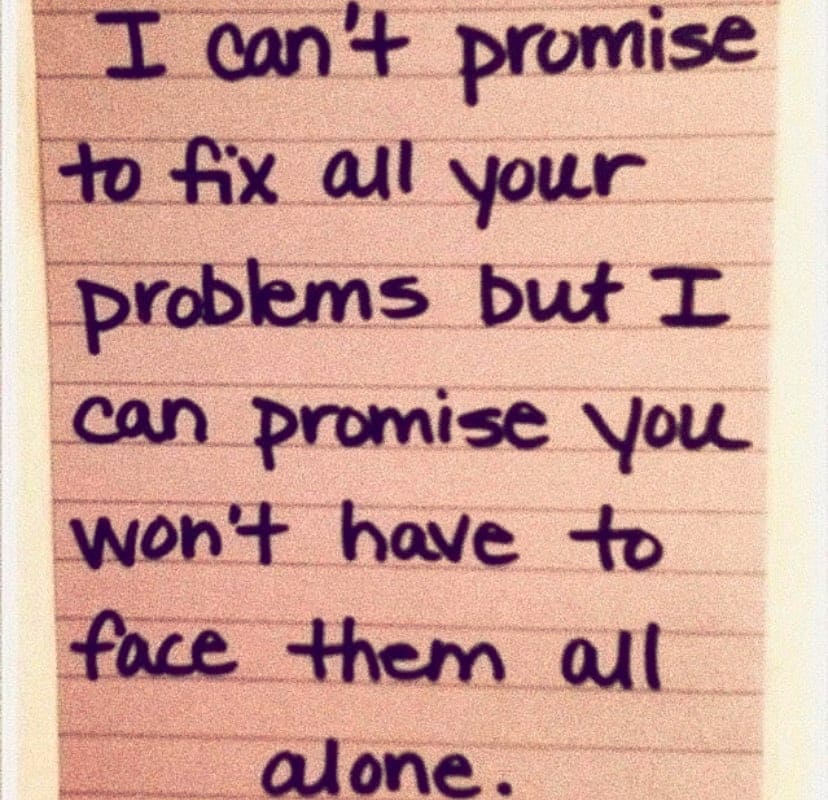 I can't promise
to fix all your
problems but I
can promise you
won't have to
face them all
alone.